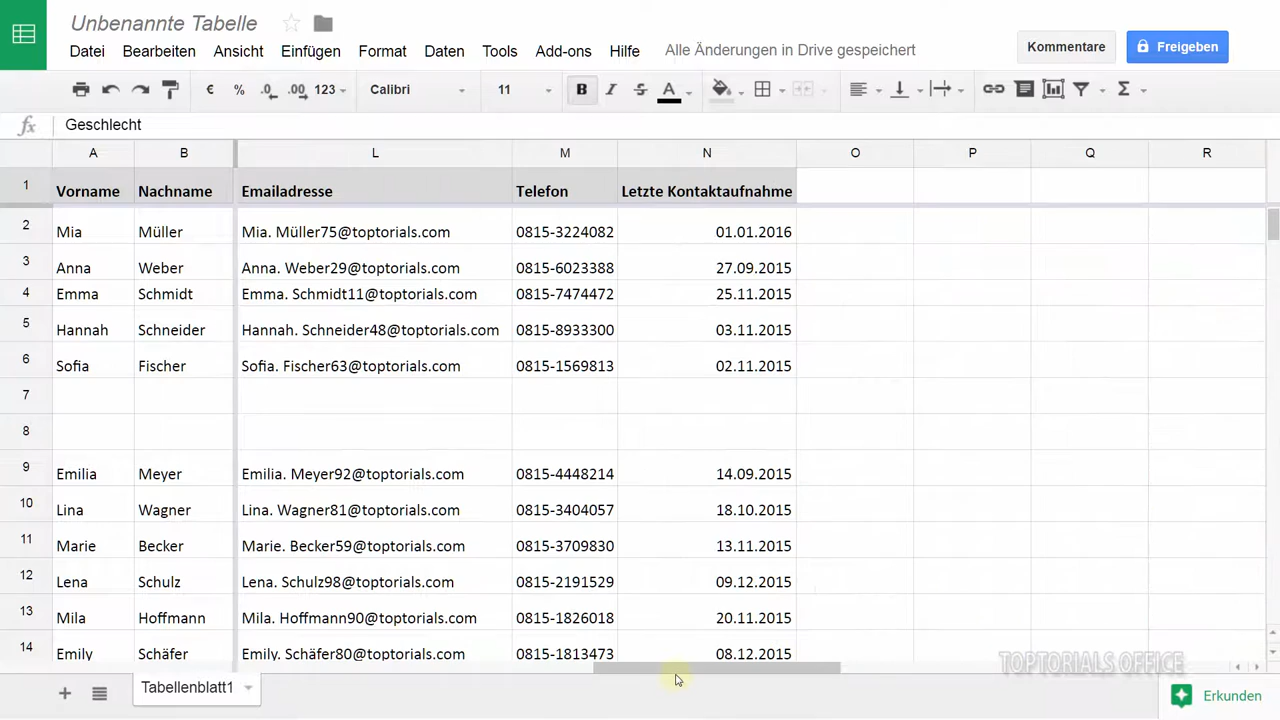 Unbenannte Tabelle
Datei Bearbeiten Ansicht Einfügen Format Daten Tools Add-ons Hilfe Alle Änderungen in Drive gespeichert
Kommentare Freigeben
€ % .0 .00 123 Calibri 11 B I S A Σ
fx Geschlecht
A B L M N O P Q R
1 Vorname Nachname Emailadresse Telefon Letzte Kontaktaufnahme
2 Mia Müller Mia. Müller75@toptorials.com 0815-3224082 01.01.2016
3 Anna Weber Anna. Weber29@toptorials.com 0815-6023388 27.09.2015
4 Emma Schmidt Emma. Schmidt11@toptorials.com 0815-7474472 25.11.2015
5 Hannah Schneider Hannah. Schneider48@toptorials.com 0815-8933300 03.11.2015
6 Sofia Fischer Sofia. Fischer63@toptorials.com 0815-1569813 02.11.2015
7
8
9 Emilia Meyer Emilia. Meyer92@toptorials.com 0815-4448214 14.09.2015
10 Lina Wagner Lina. Wagner81@toptorials.com 0815-3404057 18.10.2015
11 Marie Becker Marie. Becker59@toptorials.com 0815-3709830 13.11.2015
12 Lena Schulz Lena. Schulz98@toptorials.com 0815-2191529 09.12.2015
13 Mila Hoffmann Mila. Hoffmann90@toptorials.com 0815-1826018 20.11.2015
14 Emily Schäfer Emily. Schäfer80@toptorials.com 0815-1813473 08.12.2015
TOPTORIALS OFFICE
Tabellenblatt1
Erkunden